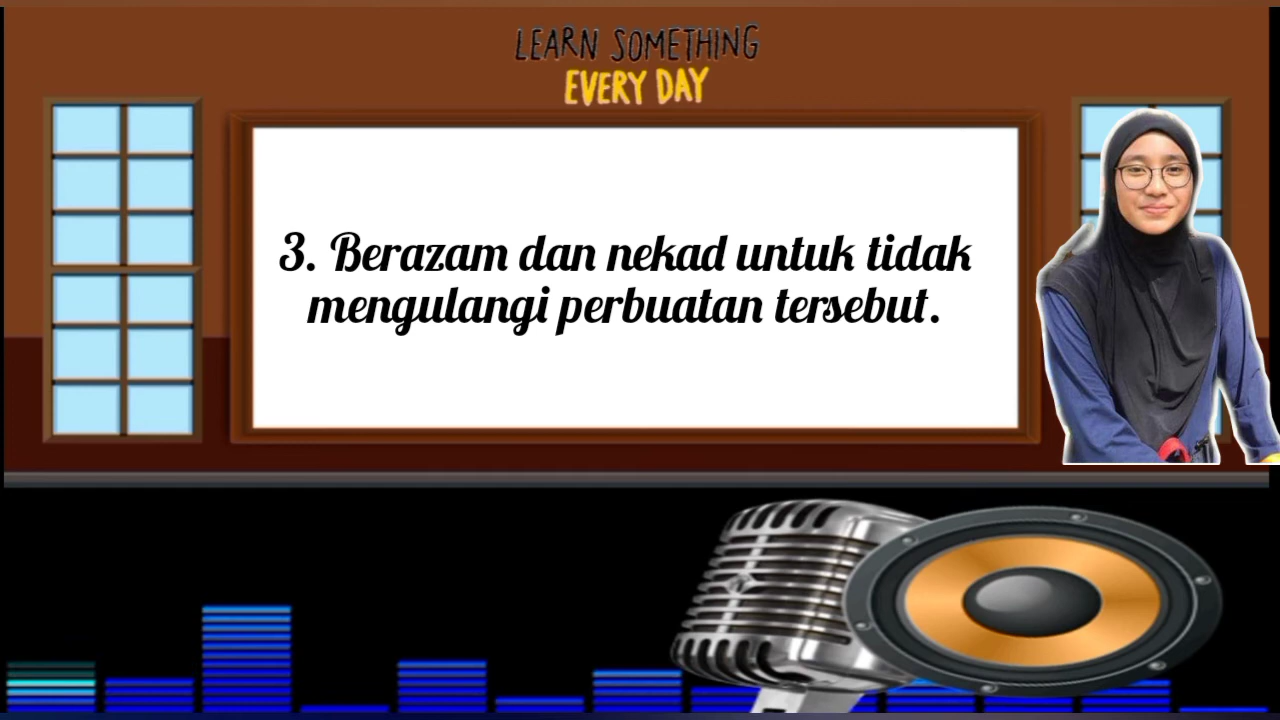 LEARN SOMETHING
EVERY DAY
3. Berazam dan nekad untuk tidak
mengulangi perbuatan tersebut.